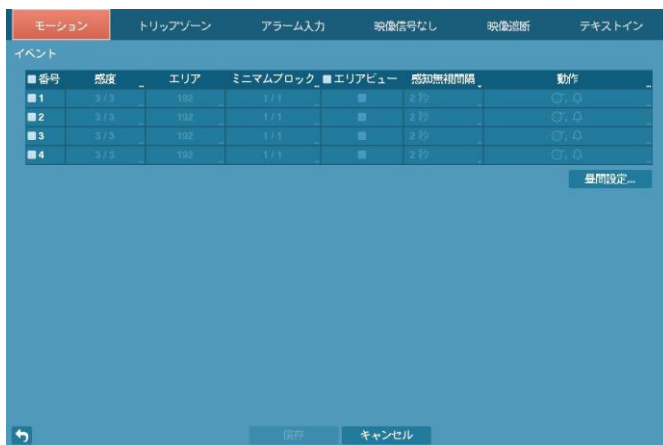 モーション トリップゾーン アラーム入力 映像信号なし 映像遮断 テキストイン
イベント
番号 感度 エリア ミニマムブロック エリアビュー 感知無視間隔 動作
1 3 / 3 192 1 / 1 2 秒
2 3 / 3 192 1 / 1 2 秒
3 3 / 3 192 1 / 1 2 秒
4 3 / 3 192 1 / 1 2 秒
昼間設定...
保存 キャンセル